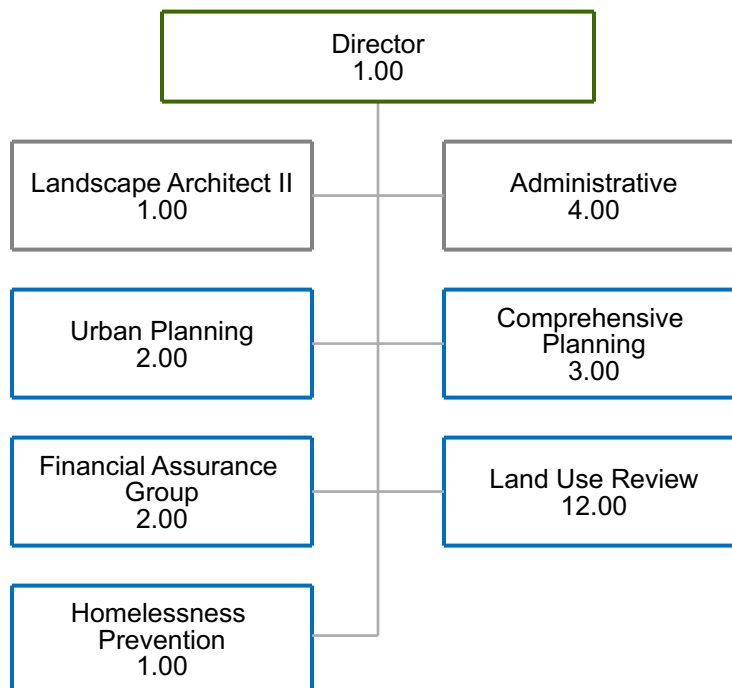 Director
1.00
Landscape Architect II
1.00
Administrative
4.00
Urban Planning
2.00
Comprehensive
Planning
3.00
Financial Assurance
Group
2.00
Land Use Review
12.00
Homelessness
Prevention
1.00